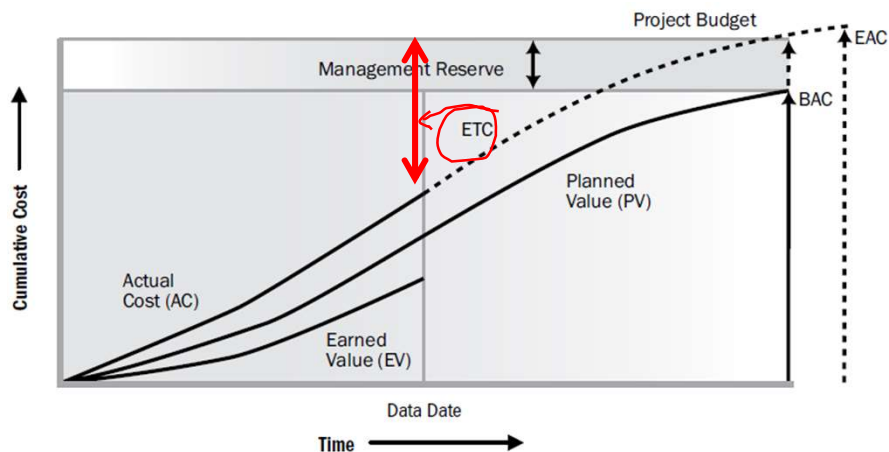 Project Budget
EAC
Management Reserve
BAC
ETC
Planned
Value (PV)
Cumulative Cost
Actual
Cost (AC)
Earned
Value (EV)
Data Date
Time